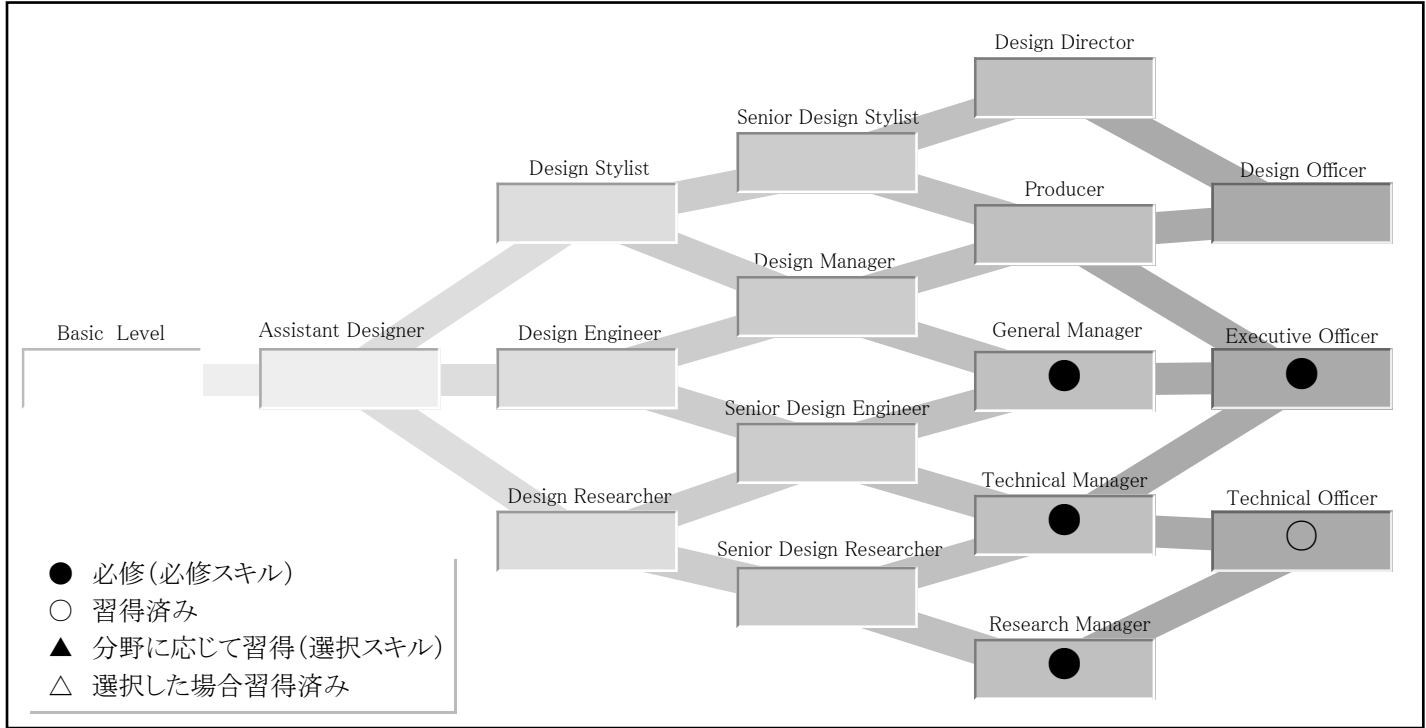 Design Director
Senior Design Stylist
Design Stylist
Design Officer
Producer
Design Manager
Basic Level
Assistant Designer
Design Engineer
General Manager
Executive Officer
Senior Design Engineer
Technical Manager
Design Researcher
Technical Officer
Senior Design Researcher
Research Manager
● 必修(必修スキル)
○ 習得済み
▲ 分野に応じて習得(選択スキル)
△ 選択した場合習得済み